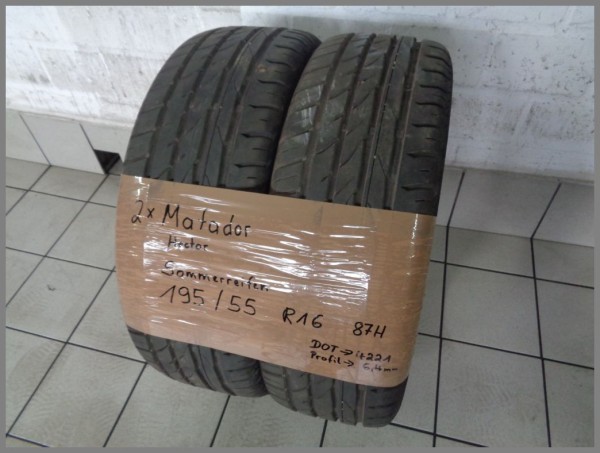 2x Matador
Hector
Sommerreifen
195/55 R16 87H
DOT→ 4221
Profil→ 6,4mm